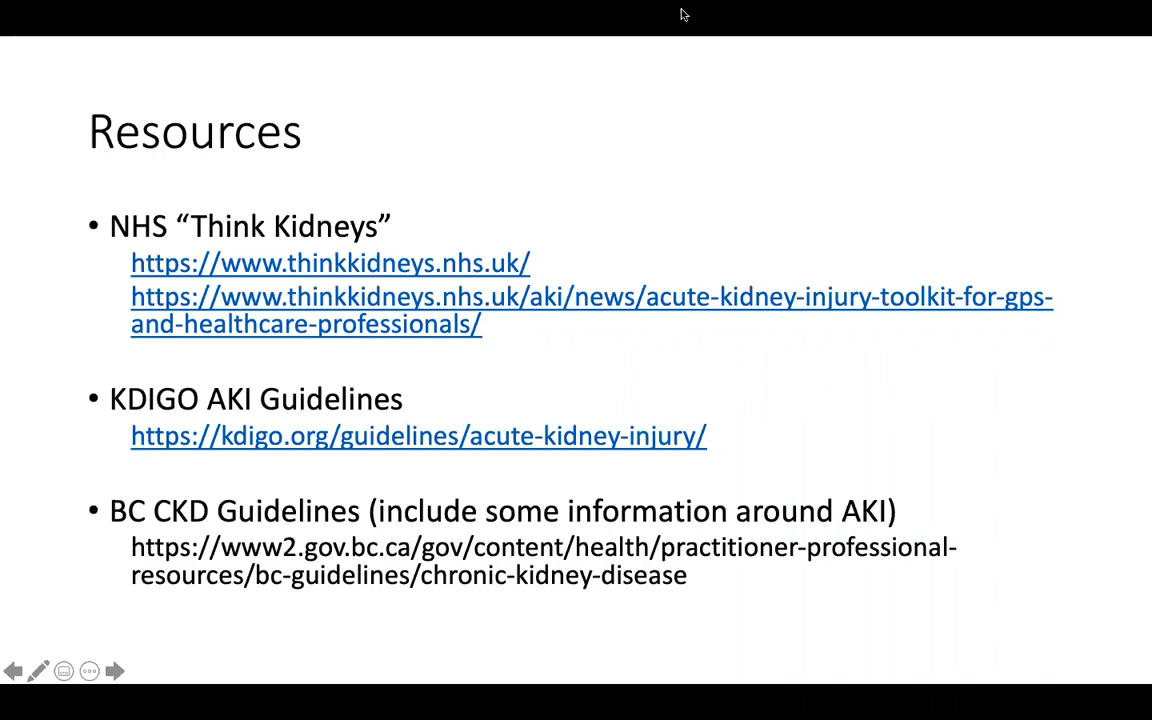 Resources
• NHS “Think Kidneys”
https://www.thinkkidneys.nhs.uk/
https://www.thinkkidneys.nhs.uk/aki/news/acute-kidney-injury-toolkit-for-gps-
and-healthcare-professionals/
• KDIGO AKI Guidelines
https://kdigo.org/guidelines/acute-kidney-injury/
• BC CKD Guidelines (include some information around AKI)
https://www2.gov.bc.ca/gov/content/health/practitioner-professional-
resources/bc-guidelines/chronic-kidney-disease